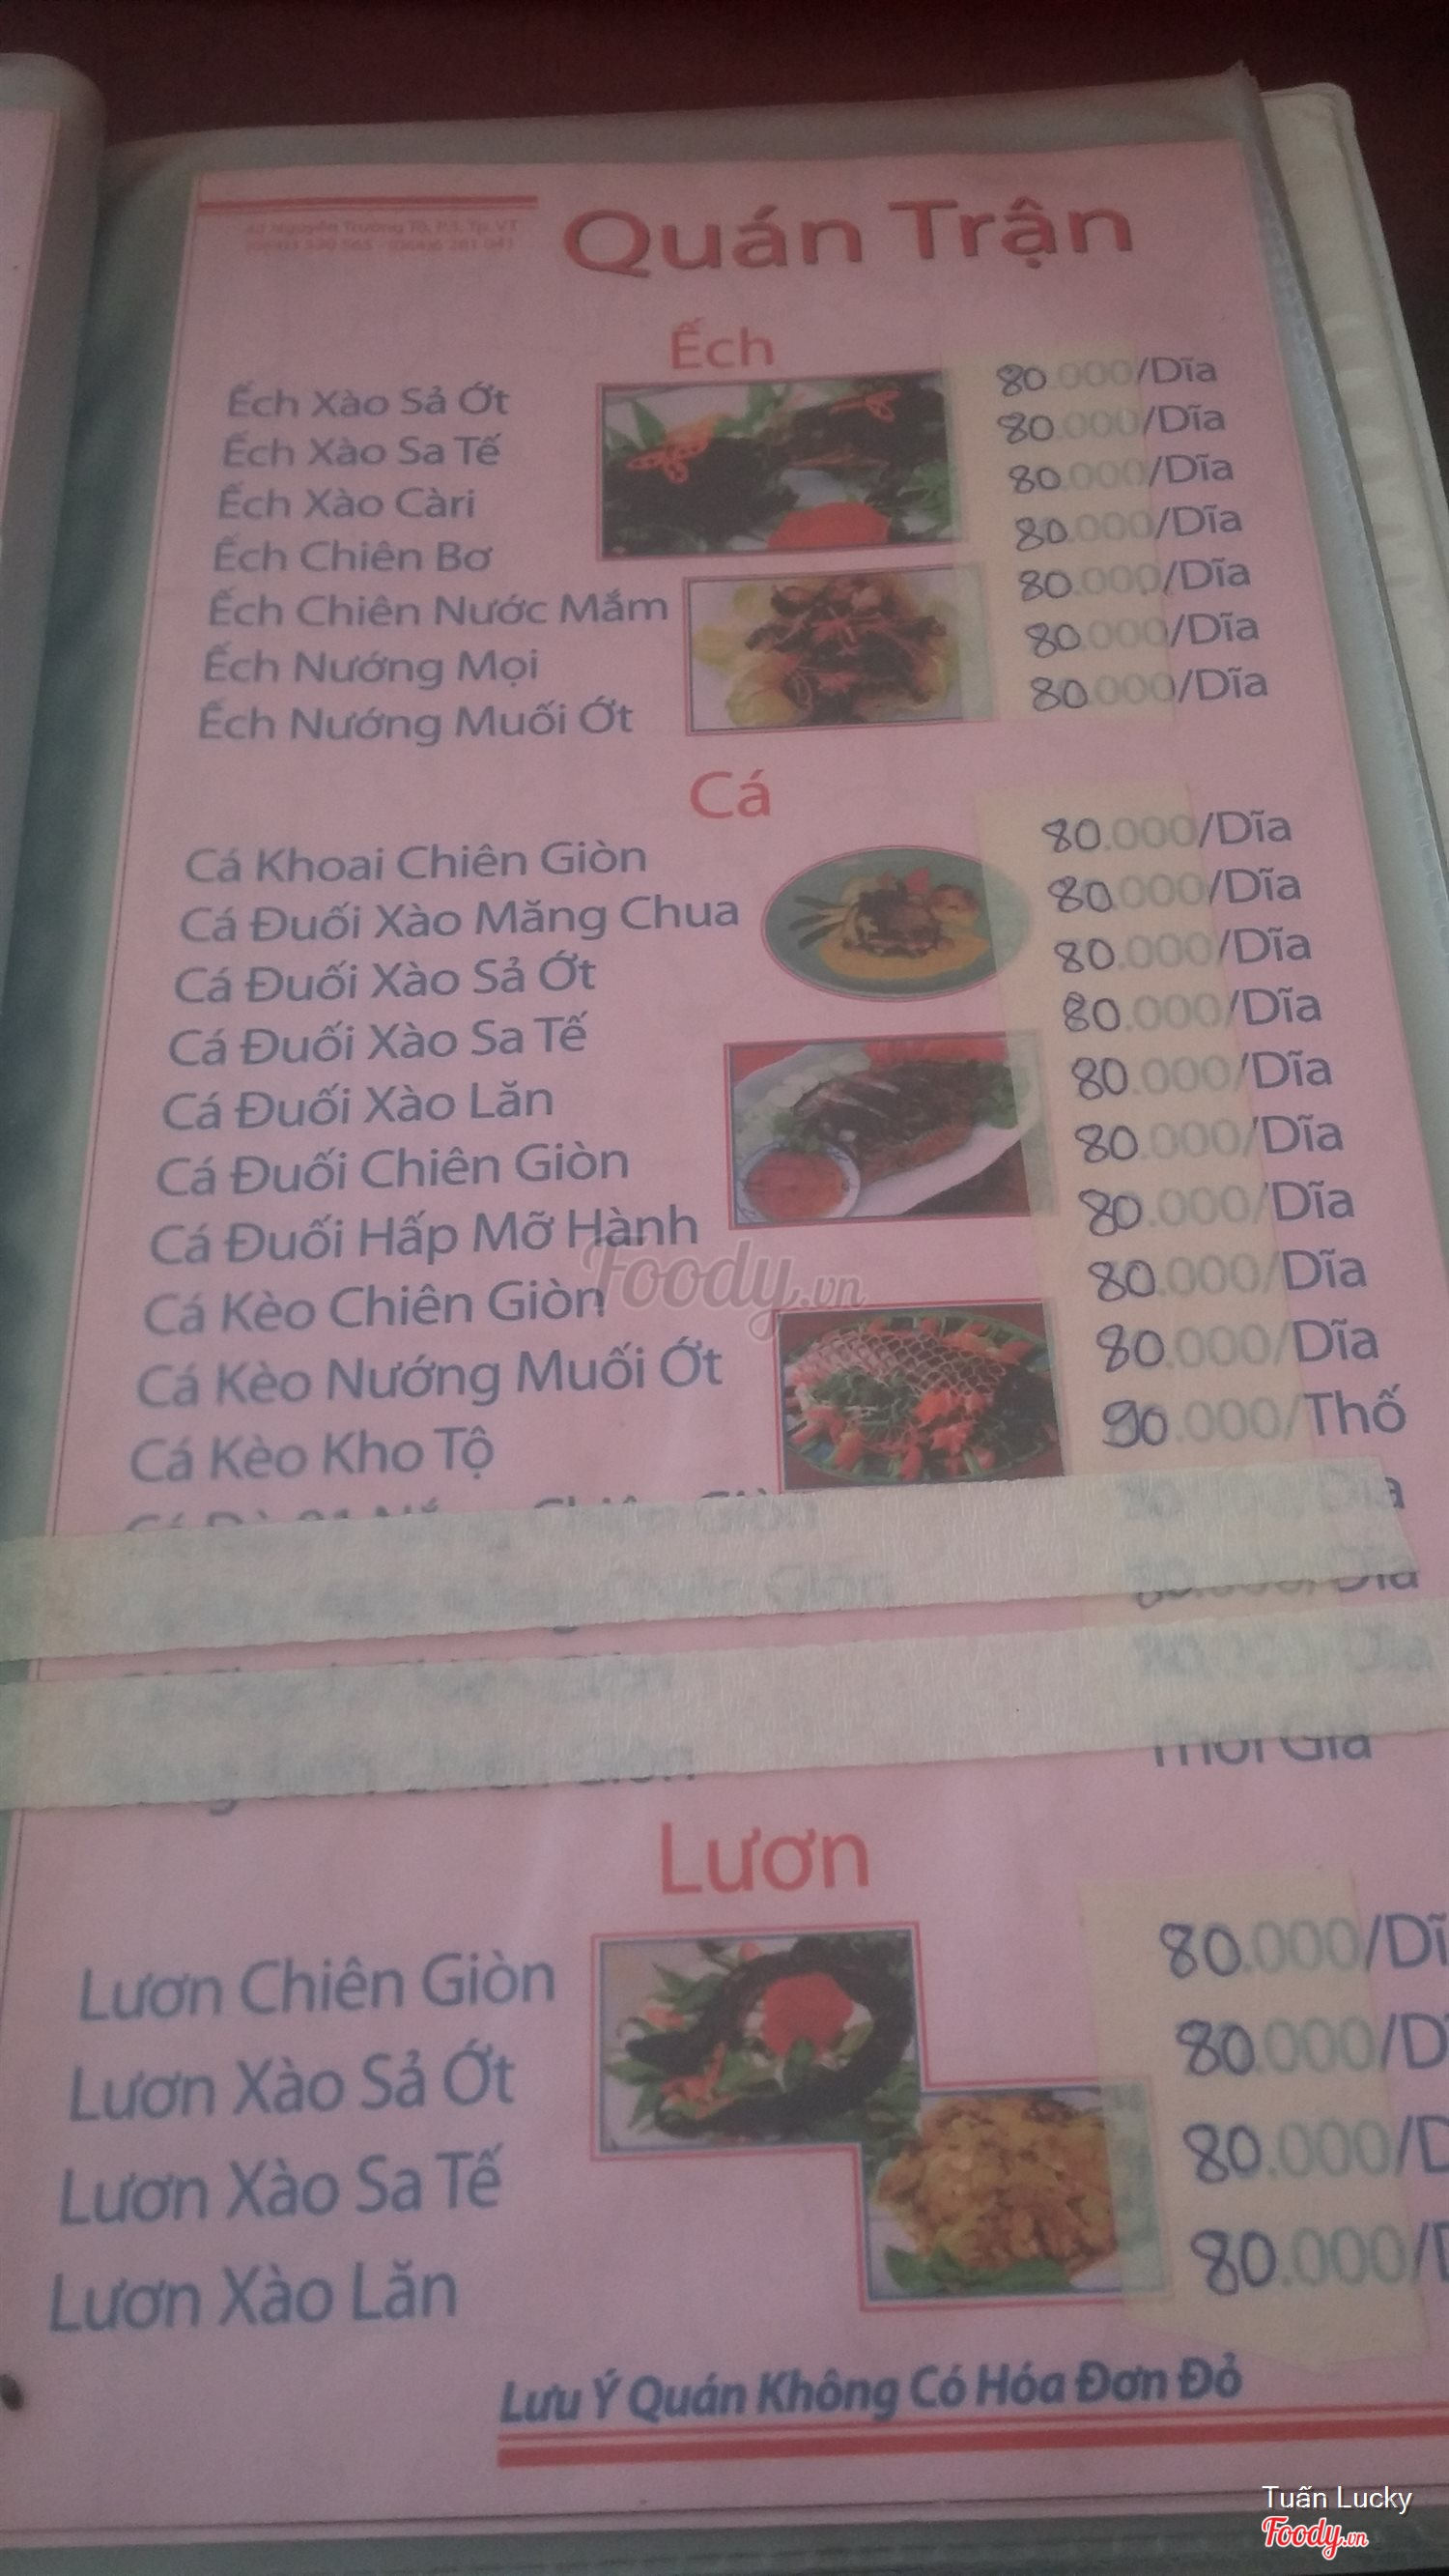 Quán Trận
Ếch
Ếch Xào Sả Ớt 80.000/Dĩa
Ếch Xào Sa Tế 80.000/Dĩa
Ếch Xào Càri 80.000/Dĩa
Ếch Chiên Bơ 80.000/Dĩa
Ếch Chiên Nước Mắm 80.000/Dĩa
Ếch Nướng Mọi 80.000/Dĩa
Ếch Nướng Muối Ớt 80.000/Dĩa
Cá
Cá Khoai Chiên Giòn 80.000/Dĩa
Cá Đuối Xào Măng Chua 80.000/Dĩa
Cá Đuối Xào Sả Ớt 80.000/Dĩa
Cá Đuối Xào Sa Tế 80.000/Dĩa
Cá Đuối Xào Lăn 80.000/Dĩa
Cá Đuối Chiên Giòn 80.000/Dĩa
Cá Đuối Hấp Mỡ Hành 80.000/Dĩa
Cá Kèo Chiên Giòn 80.000/Dĩa
Cá Kèo Nướng Muối Ớt 80.000/Dĩa
Cá Kèo Kho Tộ 90.000/Thố
Lươn
Lươn Chiên Giòn 80.000/Dĩ
Lươn Xào Sả Ớt 80.000/D
Lươn Xào Sa Tế 80.000/D
Lươn Xào Lăn 80.000/
Lưu Ý Quán Không Có Hóa Đơn Đỏ
Foody.vn
Tuấn Lucky
Foody.vn